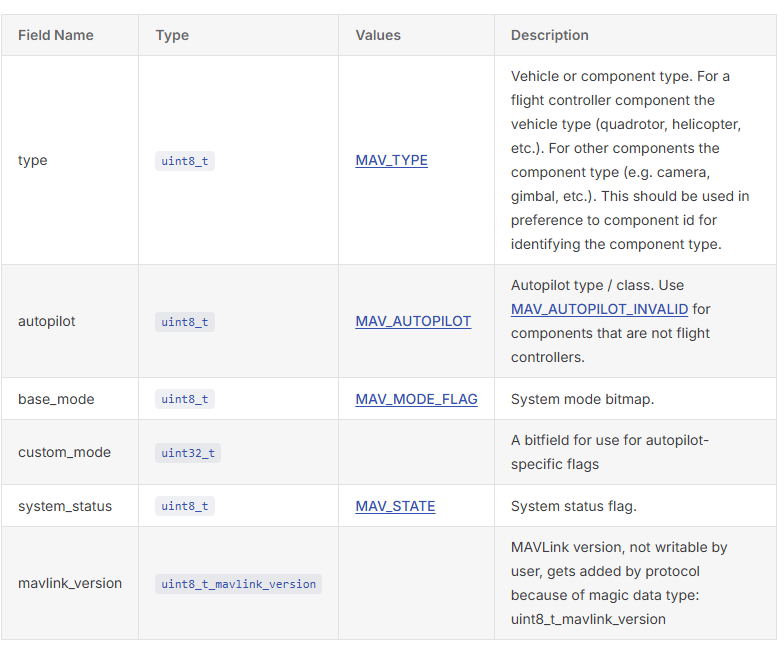 Field Name Type Values Description
type uint8_t MAV_TYPE Vehicle or component type. For a
flight controller component the
vehicle type (quadrotor, helicopter,
etc.). For other components the
component type (e.g. camera,
gimbal, etc.). This should be used in
preference to component id for
identifying the component type.
autopilot uint8_t MAV_AUTOPILOT Autopilot type / class. Use
MAV_AUTOPILOT_INVALID for
components that are not flight
controllers.
base_mode uint8_t MAV_MODE_FLAG System mode bitmap.
custom_mode uint32_t A bitfield for use for autopilot-
specific flags
system_status uint8_t MAV_STATE System status flag.
mavlink_version uint8_t_mavlink_version MAVLink version, not writable by
user, gets added by protocol
because of magic data type:
uint8_t_mavlink_version